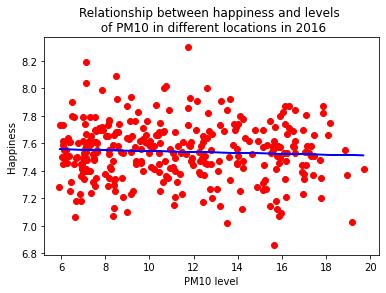 Relationship between happiness and levels
of PM10 in different locations in 2016
Happiness
8.2
8.0
7.8
7.6
7.4
7.2
7.0
6.8
6 8 10 12 14 16 18 20
PM10 level